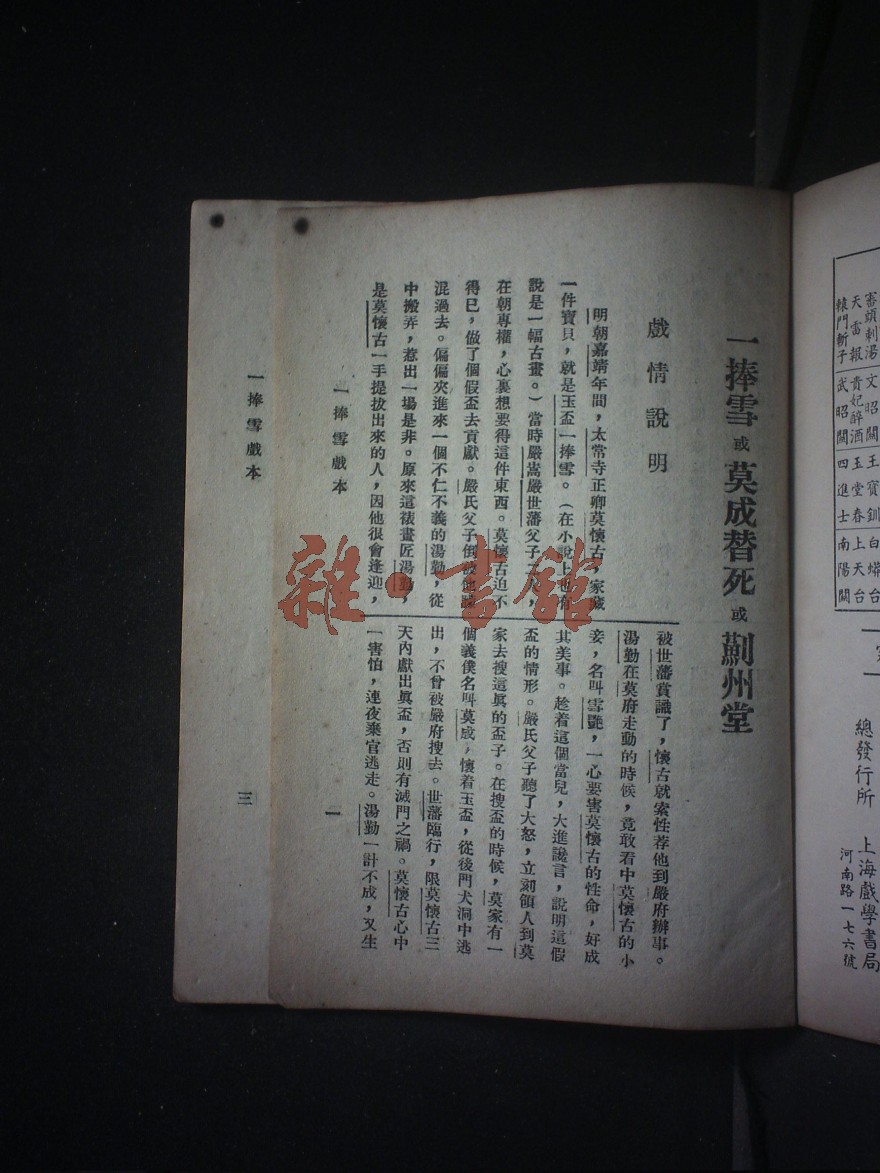 審頭刺湯 文昭關 王寶釧 白蟒台
天雷報 貴妃醉酒 玉堂春 上天台
轅門斬子 武昭關 四進士 南陽關
總發行所 上海戲學書局
河南路一七六號
一捧雪或莫成替死或薊州堂
戲情說明
明朝嘉靖年間，太常寺正卿莫懷古，家藏
一件寶貝，就是玉盃一捧雪。（在小說上也有
說是一幅古畫。）當時嚴嵩嚴世藩父子二人，
在朝專權，心裏想要得這件東西。莫懷古迫不
得已，做了個假盃去貢獻。嚴氏父子倒被他矇
混過去。偏偏夾進來一個不仁不義的湯勤，從
中搬弄，惹出一場是非。原來這裱畫匠湯勤，
是莫懷古一手提拔出來的人，因他很會逢迎，
被世藩賞識了，懷古就索性荐他到嚴府辦事。
湯勤在莫府走動的時候，竟敢看中莫懷古的小
妾，名叫雪艷，一心要害莫懷古的性命，好成
其美事。趁着這個當兒，大進讒言，說明這假
盃的情形。嚴氏父子聽了大怒，立刻領人到莫
家去搜這眞的盃子。在搜盃的時候，莫家有一
個義僕名叫莫成，懷着玉盃，從後門犬洞中逃
出，不曾被嚴府搜去。世藩臨行，限莫懷古三
天內獻出眞盃，否則有滅門之禍。莫懷古心中
一害怕，連夜棄官逃走。湯勤一計不成，又生
一捧雪戲本
一
一捧雪戲本
三
雜·書館